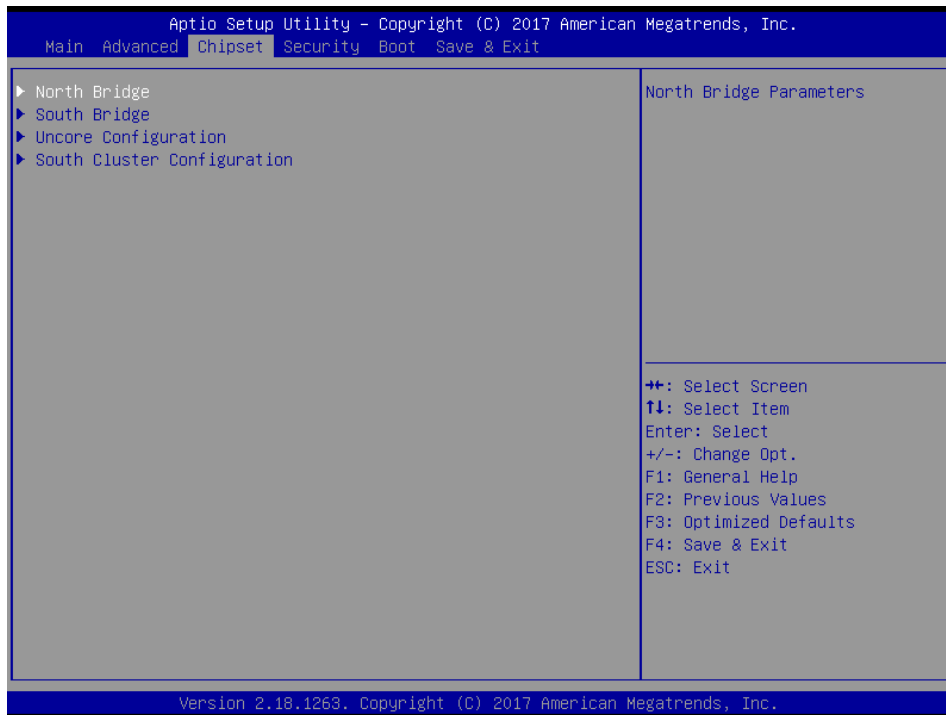 Aptio Setup Utility – Copyright (C) 2017 American Megatrends, Inc.
Main Advanced Chipset Security Boot Save & Exit
► North Bridge
► South Bridge
► Uncore Configuration
► South Cluster Configuration
North Bridge Parameters
→←: Select Screen
↑↓: Select Item
Enter: Select
+/-: Change Opt.
F1: General Help
F2: Previous Values
F3: Optimized Defaults
F4: Save & Exit
ESC: Exit
Version 2.18.1263. Copyright (C) 2017 American Megatrends, Inc.